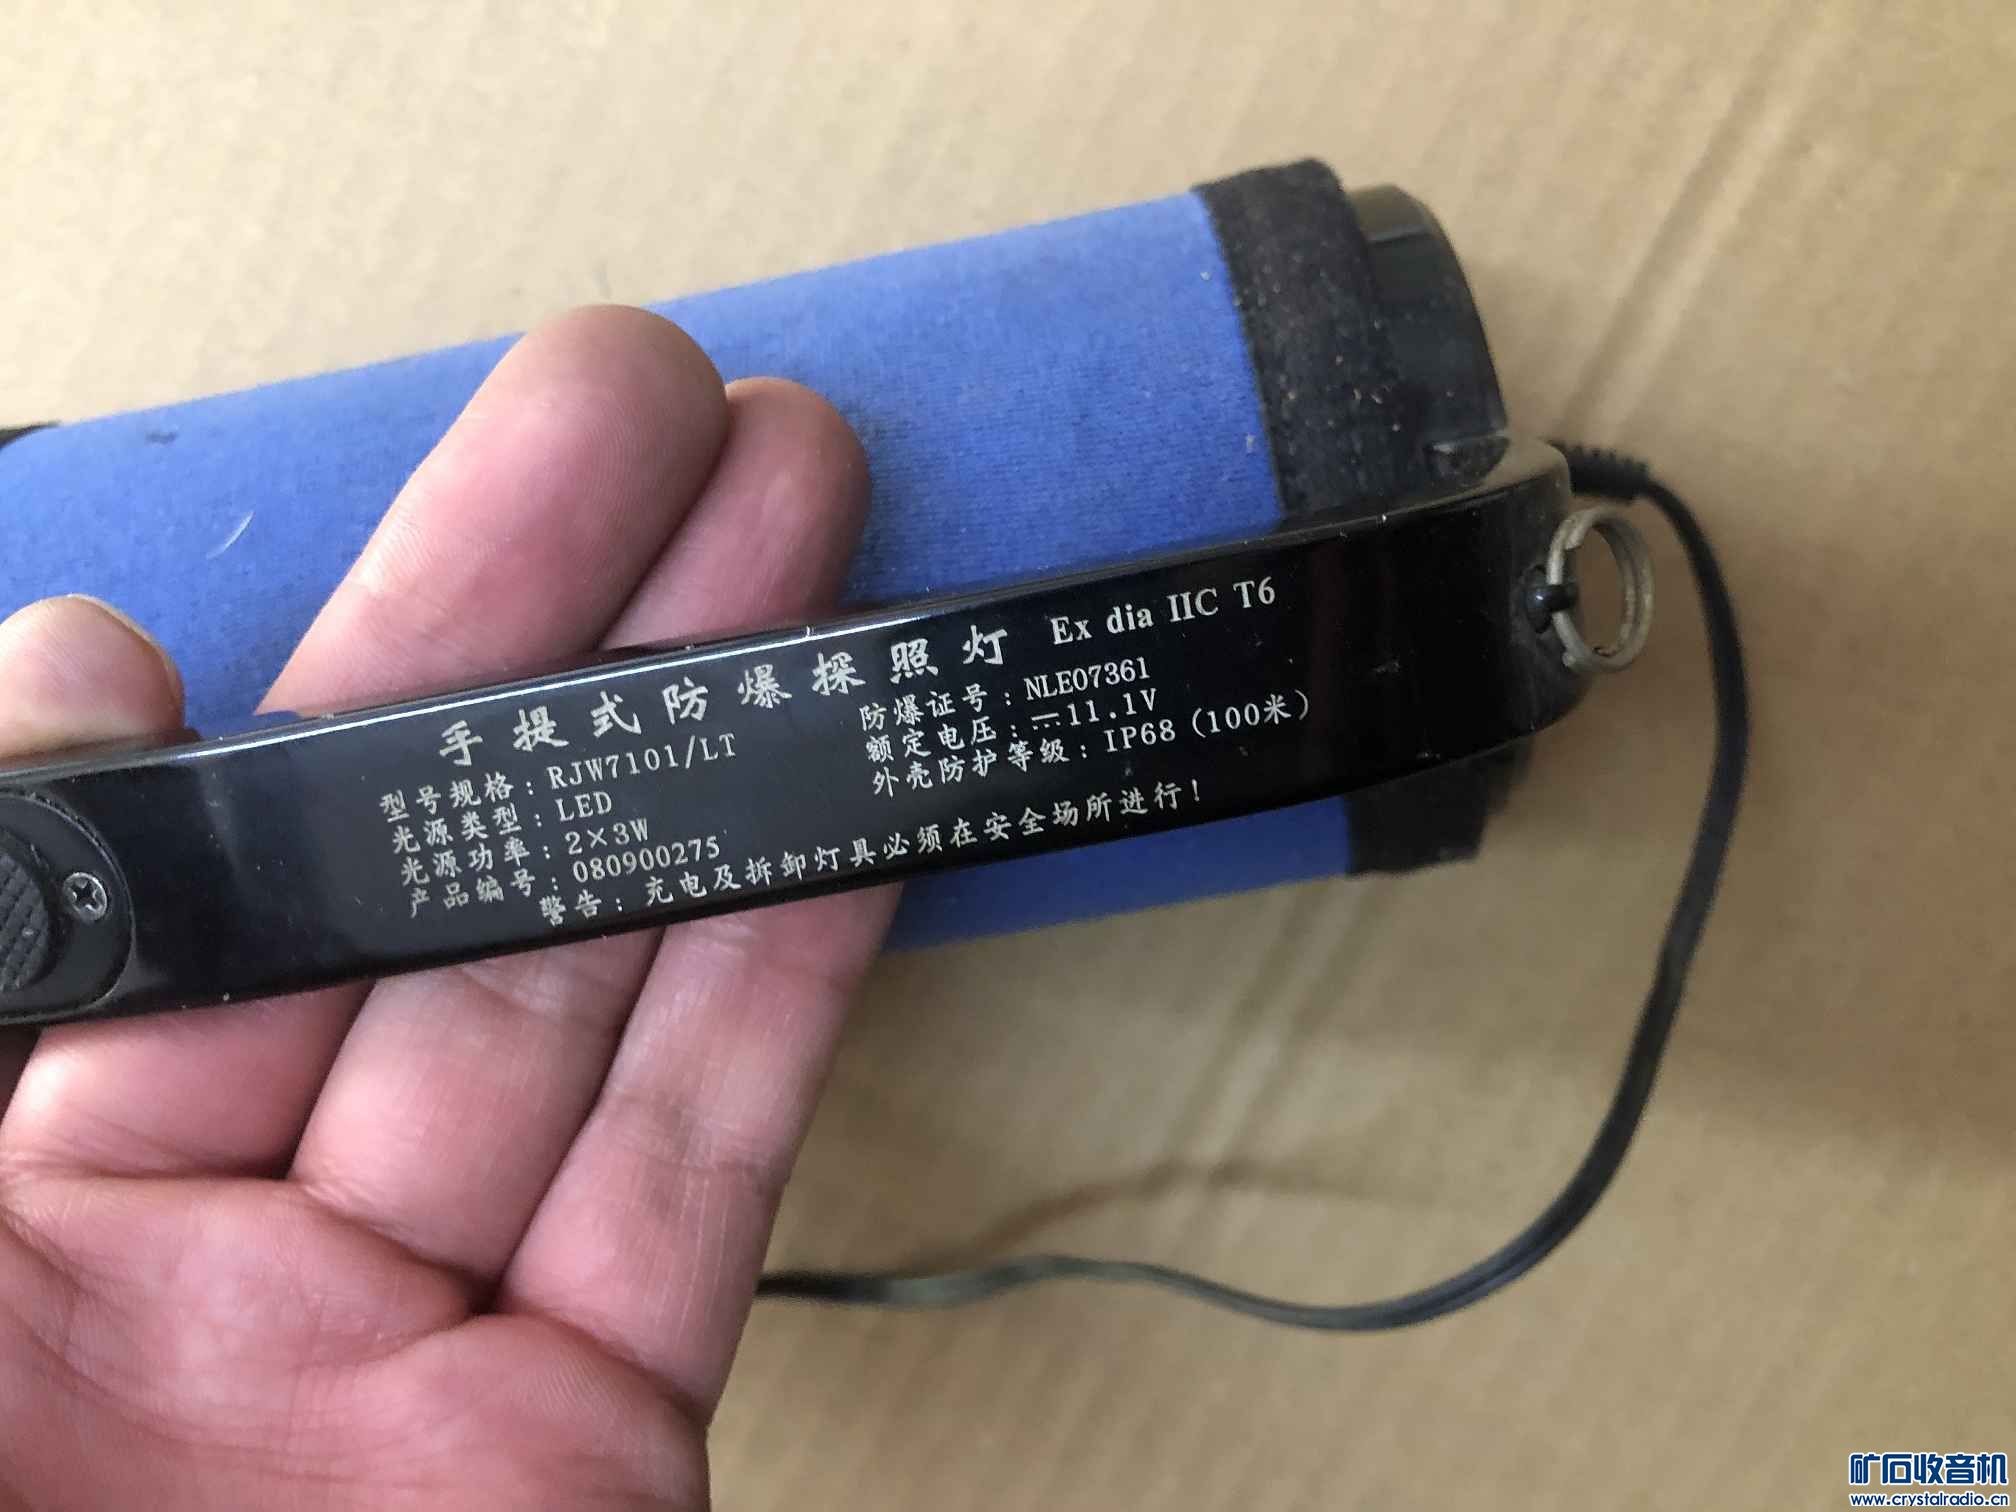 手提式防爆探照灯 Ex dia IIC T6
型号规格：RJW7101/LT
光源类型：LED
光源功率：2×3W
产品编号：080900275
防爆证号：NLE07361
额定电压：⎓11.1V
外壳防护等级：IP68（100米）
警告：充电及拆卸灯具必须在安全场所进行！
矿石收音机
www.crystalradio.cn